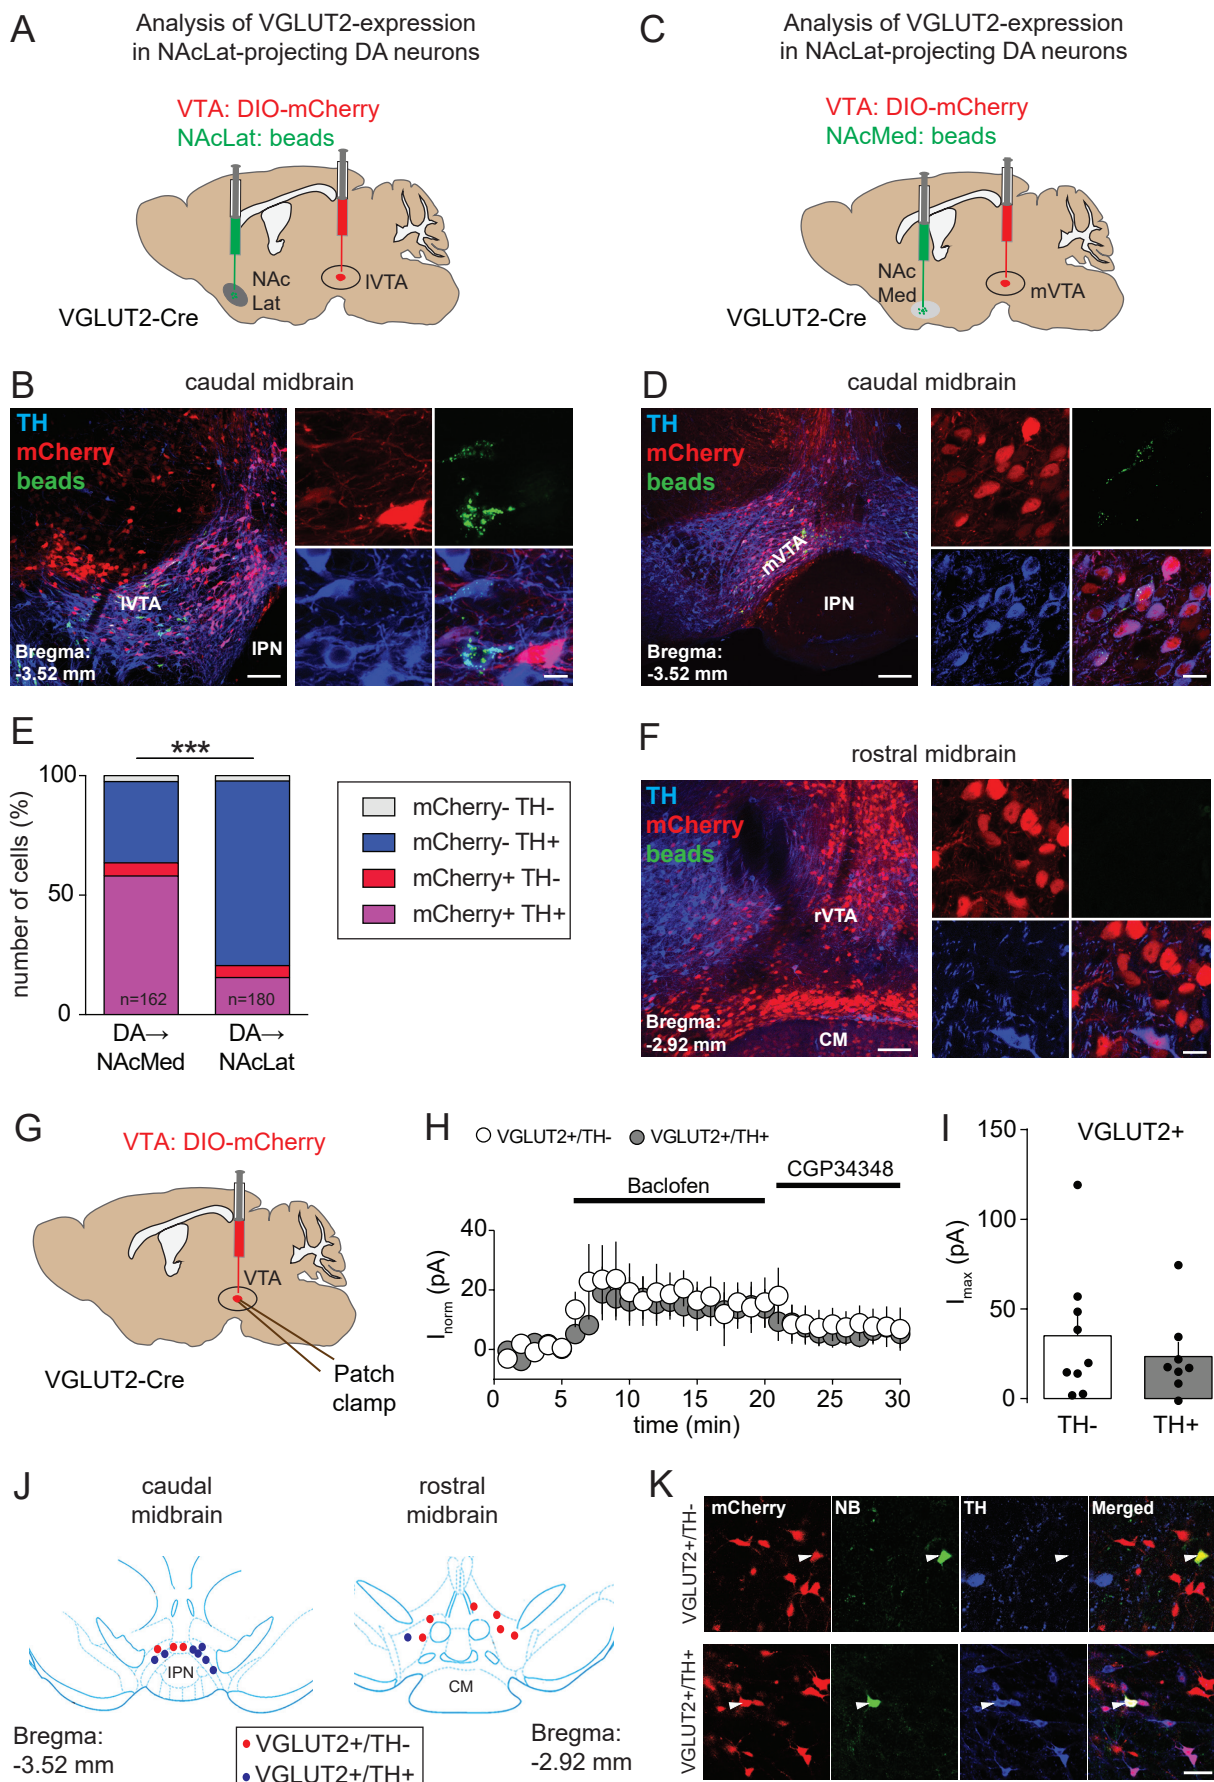 A
Analysis of VGLUT2-expression
in NAcLat-projecting DA neurons
VTA: DIO-mCherry
NAcLat: beads
NAc
Lat
lVTA
VGLUT2-Cre
C
Analysis of VGLUT2-expression
in NAcLat-projecting DA neurons
VTA: DIO-mCherry
NAcMed: beads
NAc
Med
mVTA
VGLUT2-Cre
B
caudal midbrain
TH
mCherry
beads
lVTA
IPN
Bregma:
-3.52 mm
D
caudal midbrain
TH
mCherry
beads
mVTA
IPN
Bregma:
-3.52 mm
E
***
100
50
0
number of cells (%)
n=162
n=180
DA→
NAcMed
DA→
NAcLat
mCherry- TH-
mCherry- TH+
mCherry+ TH-
mCherry+ TH+
F
rostral midbrain
TH
mCherry
beads
rVTA
Bregma:
-2.92 mm
CM
G
VTA: DIO-mCherry
VTA
VGLUT2-Cre
Patch
clamp
H
VGLUT2+/TH-
VGLUT2+/TH+
CGP34348
Baclofen
40
20
0
Inorm (pA)
0
5
10
15
20
25
30
time (min)
I
VGLUT2+
150
100
50
0
Imax (pA)
TH-
TH+
J
caudal
midbrain
rostral
midbrain
IPN
CM
Bregma:
-3.52 mm
VGLUT2+/TH-
VGLUT2+/TH+
Bregma:
-2.92 mm
K
mCherry
NB
TH
Merged
VGLUT2+/TH-
VGLUT2+/TH+